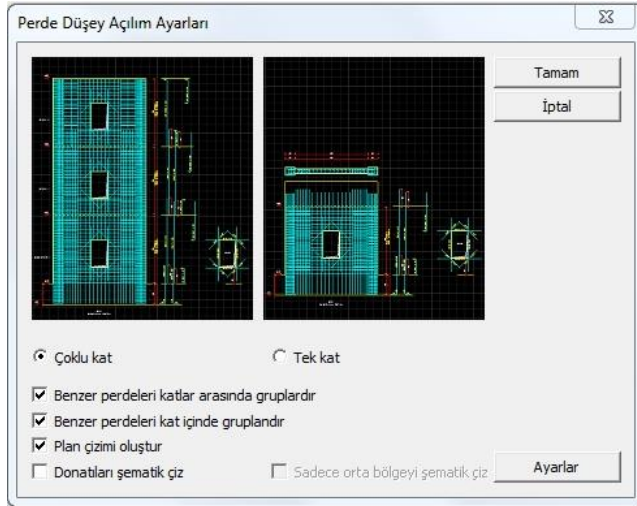 Perde Düşey Açılım Ayarları
Tamam
İptal
Çoklu kat
Tek kat
Benzer perdeleri katlar arasında gruplardır
Benzer perdeleri kat içinde gruplandır
Plan çizimi oluştur
Donatıları şematik çiz
Sadece orta bölgeyi şematik çiz
Ayarlar